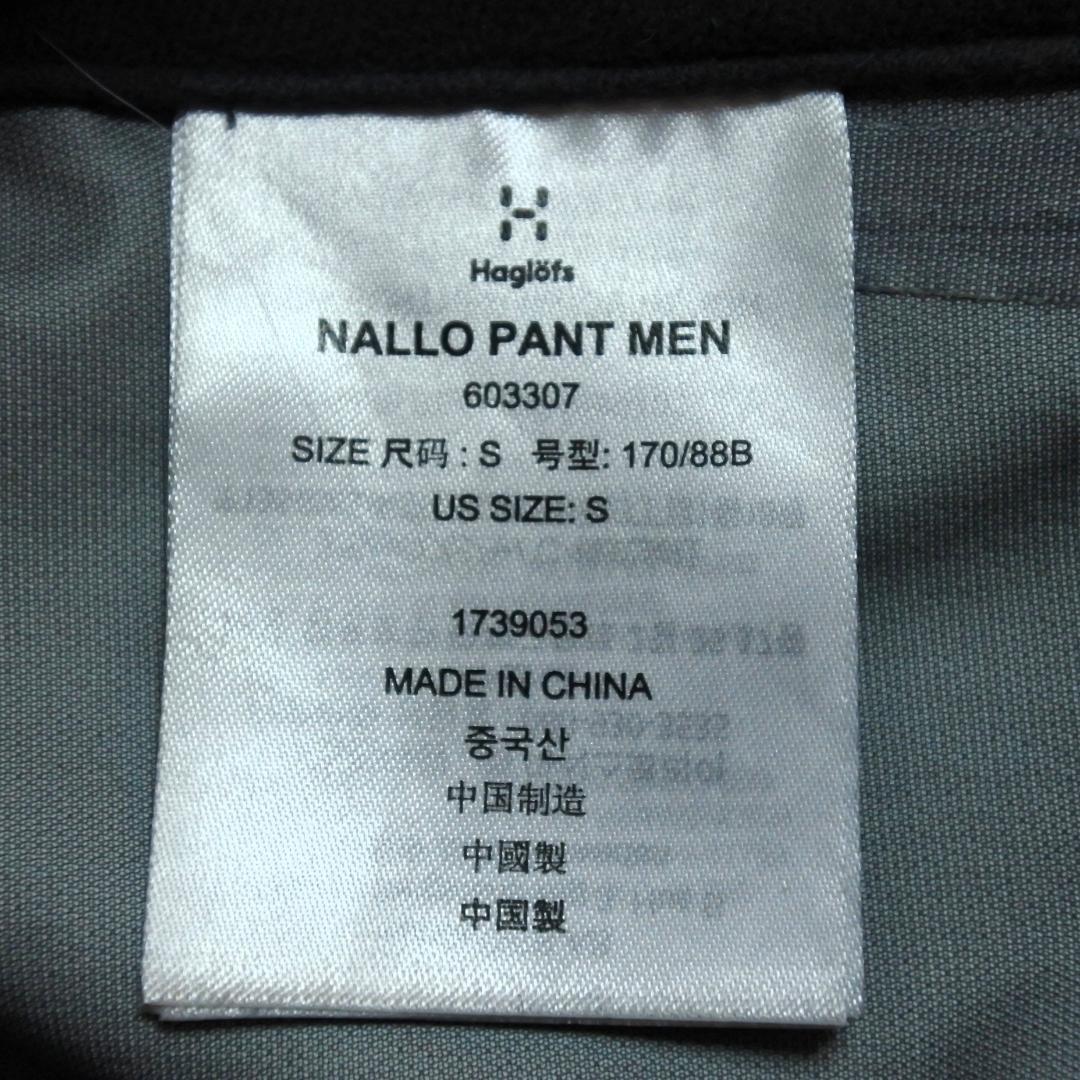 Haglöfs
NALLO PANT MEN
603307
SIZE 尺码 : S 号型: 170/88B
US SIZE: S
1739053
MADE IN CHINA
중국산
中国制造
中國製
中国製